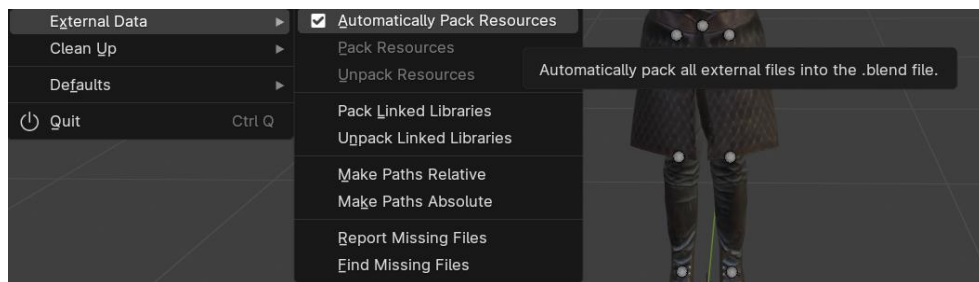 External Data
Clean Up
Defaults
Quit Ctrl Q
Automatically Pack Resources
Pack Resources
Unpack Resources
Pack Linked Libraries
Unpack Linked Libraries
Make Paths Relative
Make Paths Absolute
Report Missing Files
Find Missing Files
Automatically pack all external files into the .blend file.